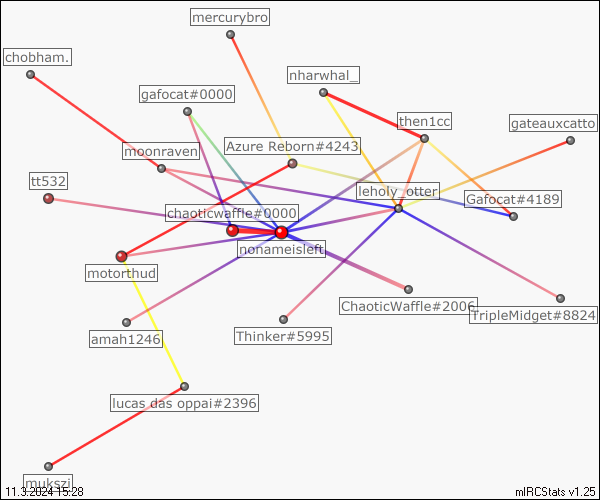 mercurybro
chobham.
nharwhal_
gafocat#0000
then1cc
gateauxcatto
Azure Reborn#4243
moonraven
tt532
leholy_otter
Gafocat#4189
chaoticwaffle#0000
nonameisleft
motorthud
ChaoticWaffle#2006
TripleMidget#8824
amah1246
Thinker#5995
lucas das oppai#2396
mukszi
11.3.2024 15:28
mIRCStats v1.25